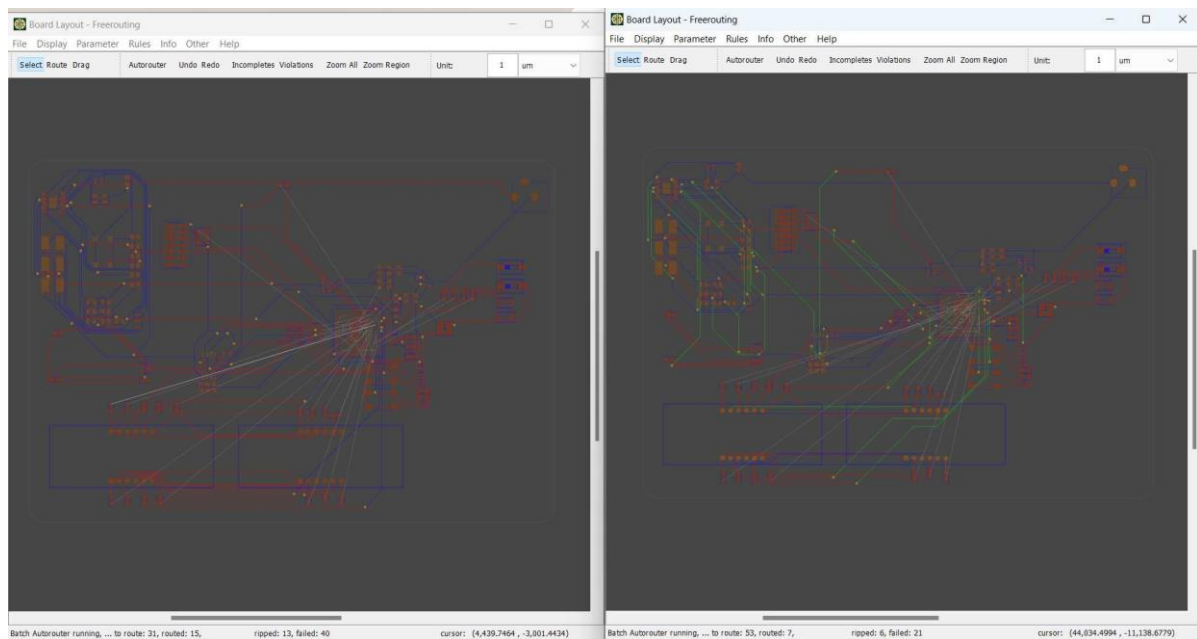 Board Layout - Freerouting
File Display Parameter Rules Info Other Help
Select Route Drag Autorouter Undo Redo Incompletes Violations Zoom All Zoom Region Unit: 1 um
Batch Autorouter running, ... to route: 31, routed: 15, ripped: 13, failed: 40 cursor: (4,439.7464 , -3,001.4434)
Board Layout - Freerouting
File Display Parameter Rules Info Other Help
Select Route Drag Autorouter Undo Redo Incompletes Violations Zoom All Zoom Region Unit: 1 um
Batch Autorouter running, ... to route: 53, routed: 7, ripped: 6, failed: 21 cursor: (44,034.4994 , -11,138.6779)